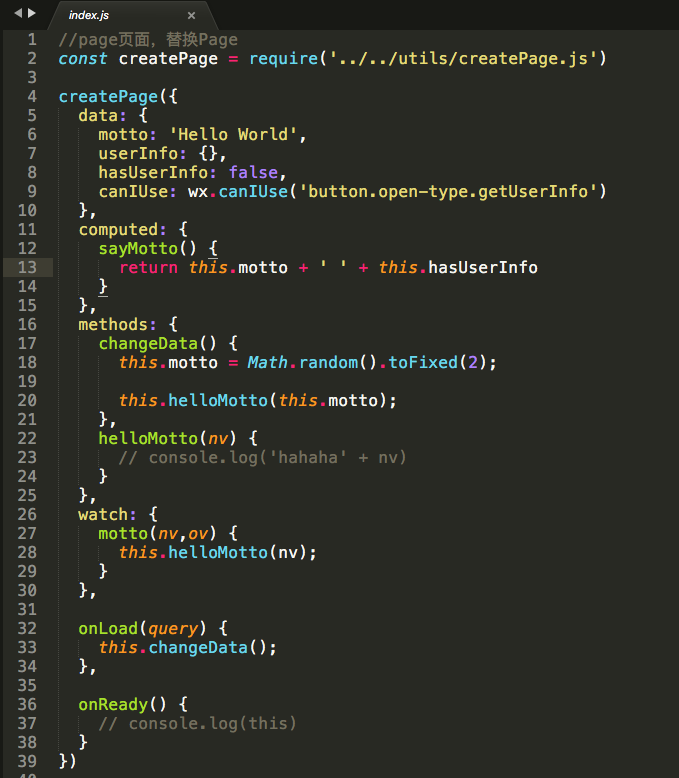 index.js ×
1 //page页面，替换Page
2 const createPage = require('../../utils/createPage.js')
3
4 createPage({
5   data: {
6     motto: 'Hello World',
7     userInfo: {},
8     hasUserInfo: false,
9     canIUse: wx.canIUse('button.open-type.getUserInfo')
10   },
11   computed: {
12     sayMotto() {
13       return this.motto + ' ' + this.hasUserInfo
14     }
15   },
16   methods: {
17     changeData() {
18       this.motto = Math.random().toFixed(2);
19
20       this.helloMotto(this.motto);
21     },
22     helloMotto(nv) {
23       // console.log('hahaha' + nv)
24     }
25   },
26   watch: {
27     motto(nv,ov) {
28       this.helloMotto(nv);
29     }
30   },
31
32   onLoad(query) {
33     this.changeData();
34   },
35
36   onReady() {
37     // console.log(this)
38   }
39 })